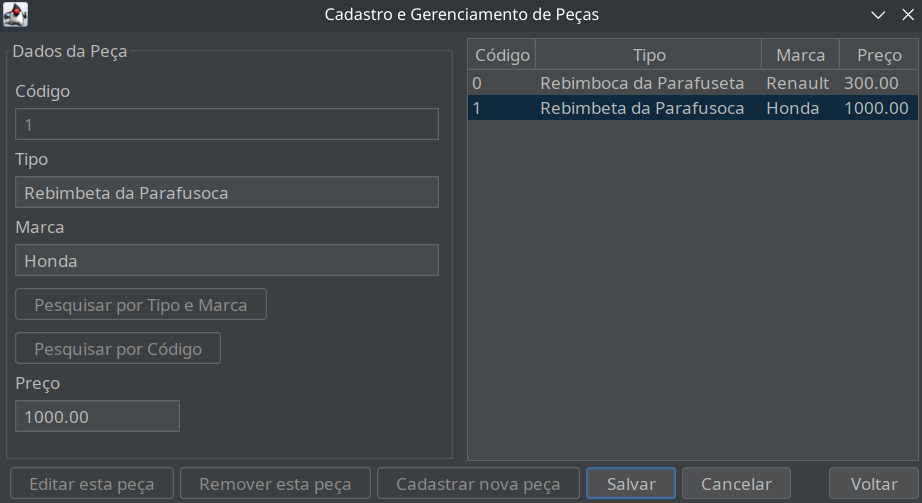 Cadastro e Gerenciamento de Peças
Dados da Peça
Código
1
Tipo
Rebimbeta da Parafusoca
Marca
Honda
Pesquisar por Tipo e Marca
Pesquisar por Código
Preço
1000.00
Código Tipo Marca Preço
0 Rebimboca da Parafuseta Renault 300.00
1 Rebimbeta da Parafusoca Honda 1000.00
Editar esta peça Remover esta peça Cadastrar nova peça Salvar Cancelar Voltar